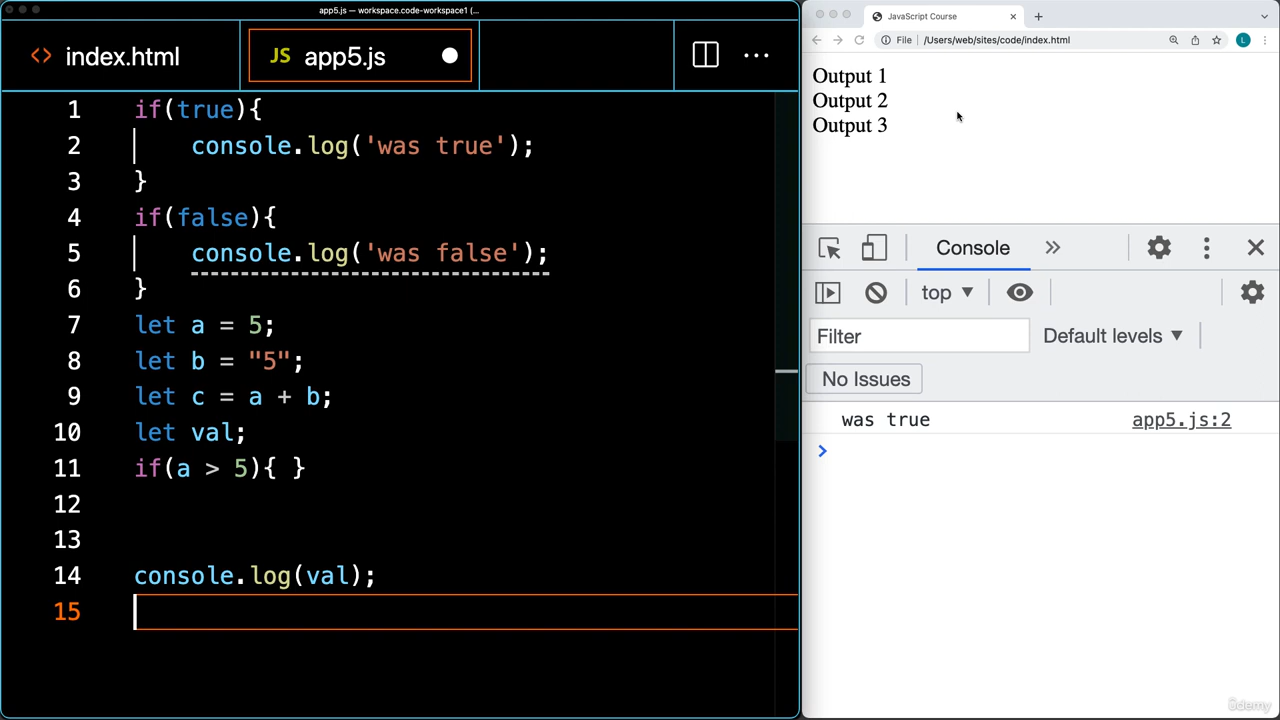 app5.js — workspace.code-workspace1 (...
<> index.html
JS app5.js
1 if(true){
2 console.log('was true');
3 }
4 if(false){
5 console.log('was false');
6 }
7 let a = 5;
8 let b = "5";
9 let c = a + b;
10 let val;
11 if(a > 5){ }
12
13
14 console.log(val);
15
JavaScript Course
File /Users/web/sites/code/index.html L
Output 1
Output 2
Output 3
Console
top
Filter Default levels
No Issues
was true app5.js:2
ûdemy